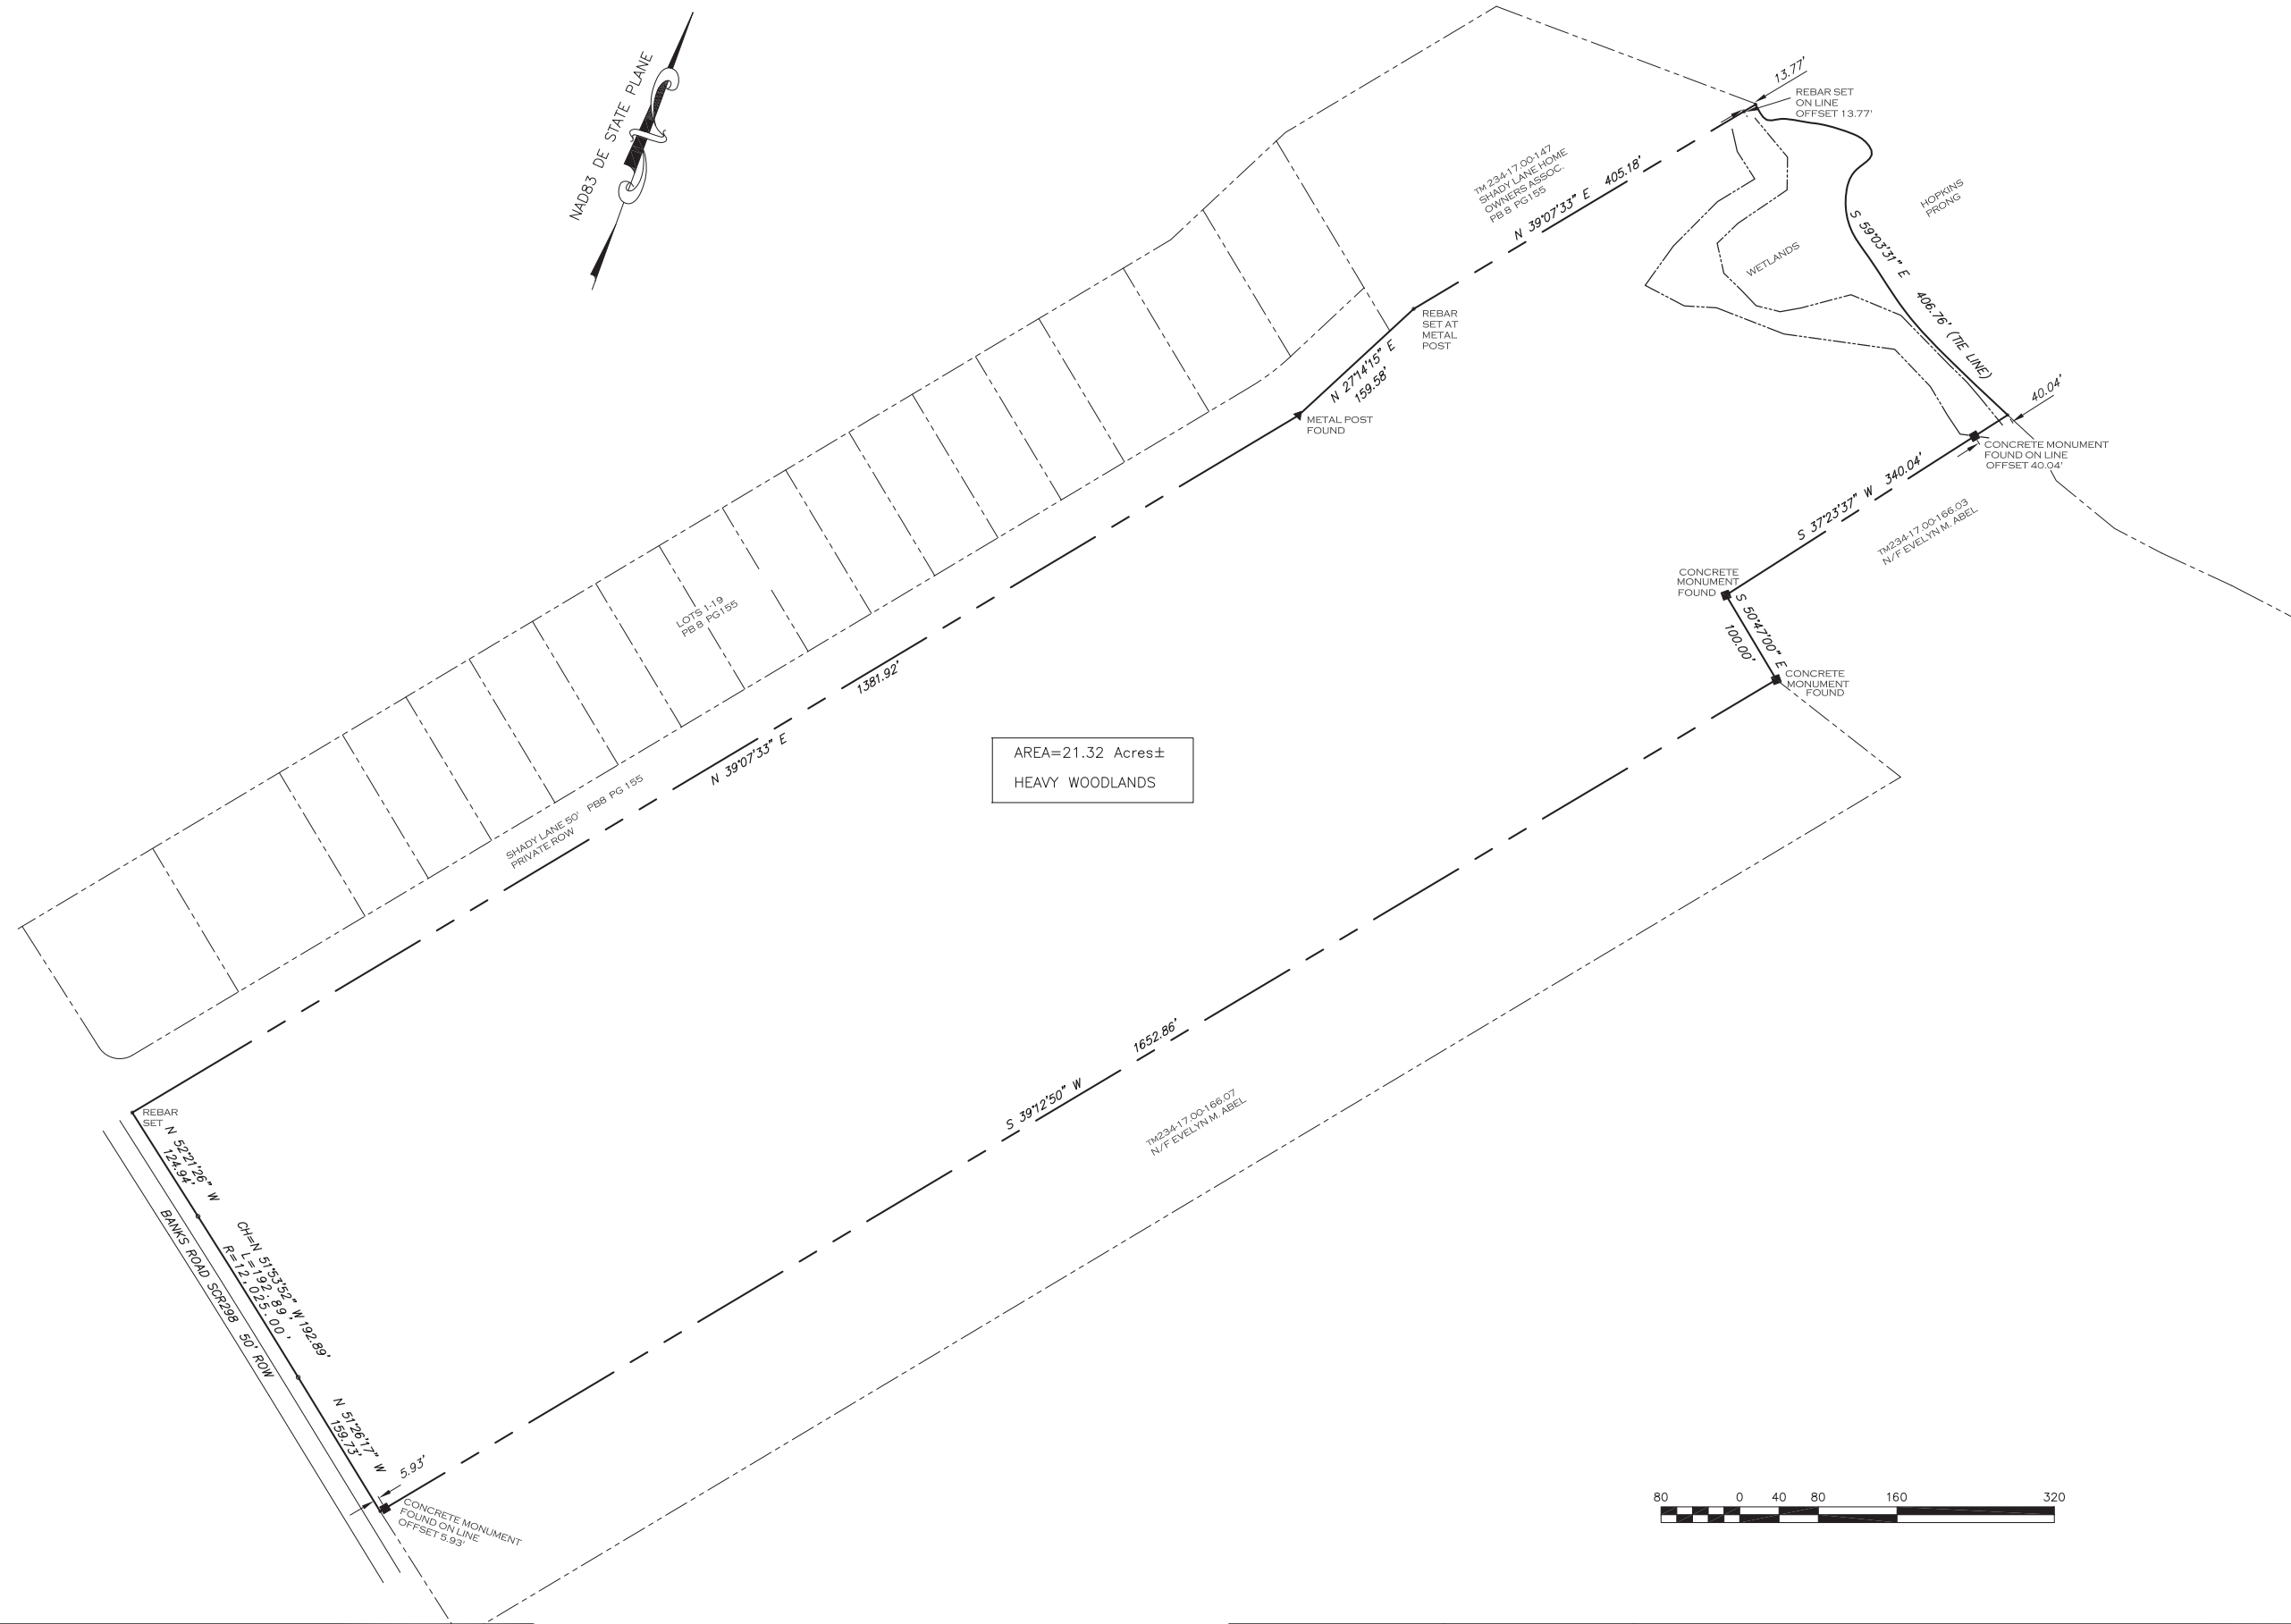 NAD83 DE STATE PLANE
13.77'
REBAR SET
ON LINE
OFFSET 13.77'
TM 234-17.00-147
SHADY LANE HOME
OWNERS ASSOC.
PB 8 PG155
N 39°07'33" E 405.18'
HOPKINS
PRONG
WETLANDS
S 59°03'31" E 406.76' (TIE LINE)
REBAR
SET AT
METAL
POST
N 27°14'15" E
159.58'
METAL POST
FOUND
40.04'
CONCRETE MONUMENT
FOUND ON LINE
OFFSET 40.04'
S 37°23'37" W 340.04'
TM234-17.00-166.03
N/F EVELYN M. ABEL
CONCRETE
MONUMENT
FOUND
S 50°47'00" E
100.00'
CONCRETE
MONUMENT
FOUND
LOTS 1-19
PB 8 PG155
1381.92'
N 39°07'33" E
AREA=21.32 Acres±
HEAVY WOODLANDS
SHADY LANE 50' PB8 PG 155
PRIVATE ROW
1652.86'
S 39°12'50" W
TM234-17.00-166.07
N/F EVELYN M. ABEL
REBAR
SET
N 52°21'26" W
124.94'
CH=N 51°53'52" W 192.89'
L=192.89'
R=12,025.00'
BANKS ROAD SCR298 50' ROW
N 51°26'17" W
159.73'
5.93'
CONCRETE MONUMENT
FOUND ON LINE
OFFSET 5.93'
80 0 40 80 160 320